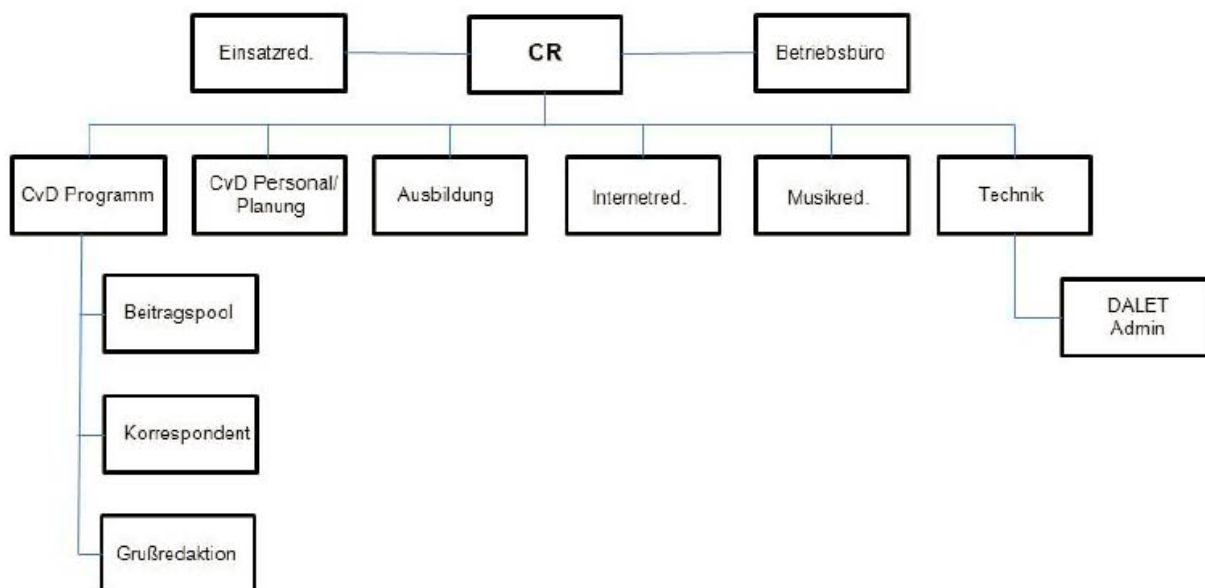 Einsatzred.
CR
Betriebsbüro
CvD Programm
CvD Personal/
Planung
Ausbildung
Internetred.
Musikred.
Technik
Beitragspool
DALET
Admin
Korrespondent
Grußredaktion